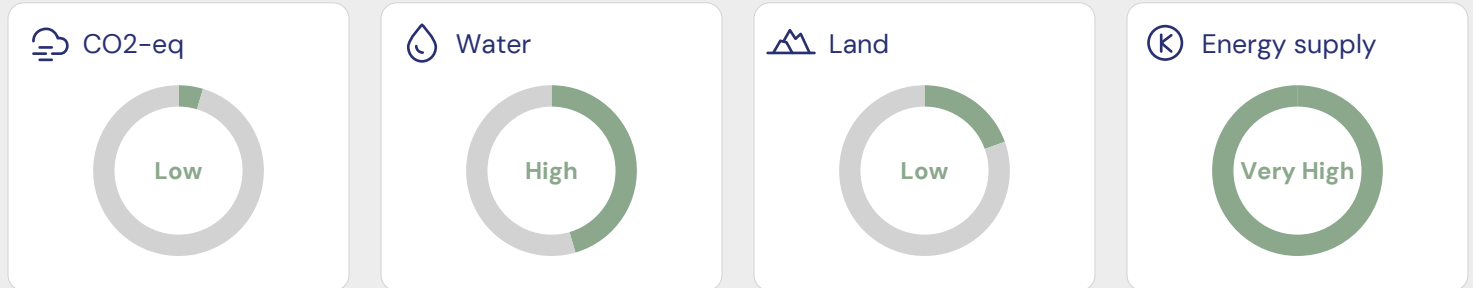 CO2-eq
Low
Water
High
Land
Low
Energy supply
Very High